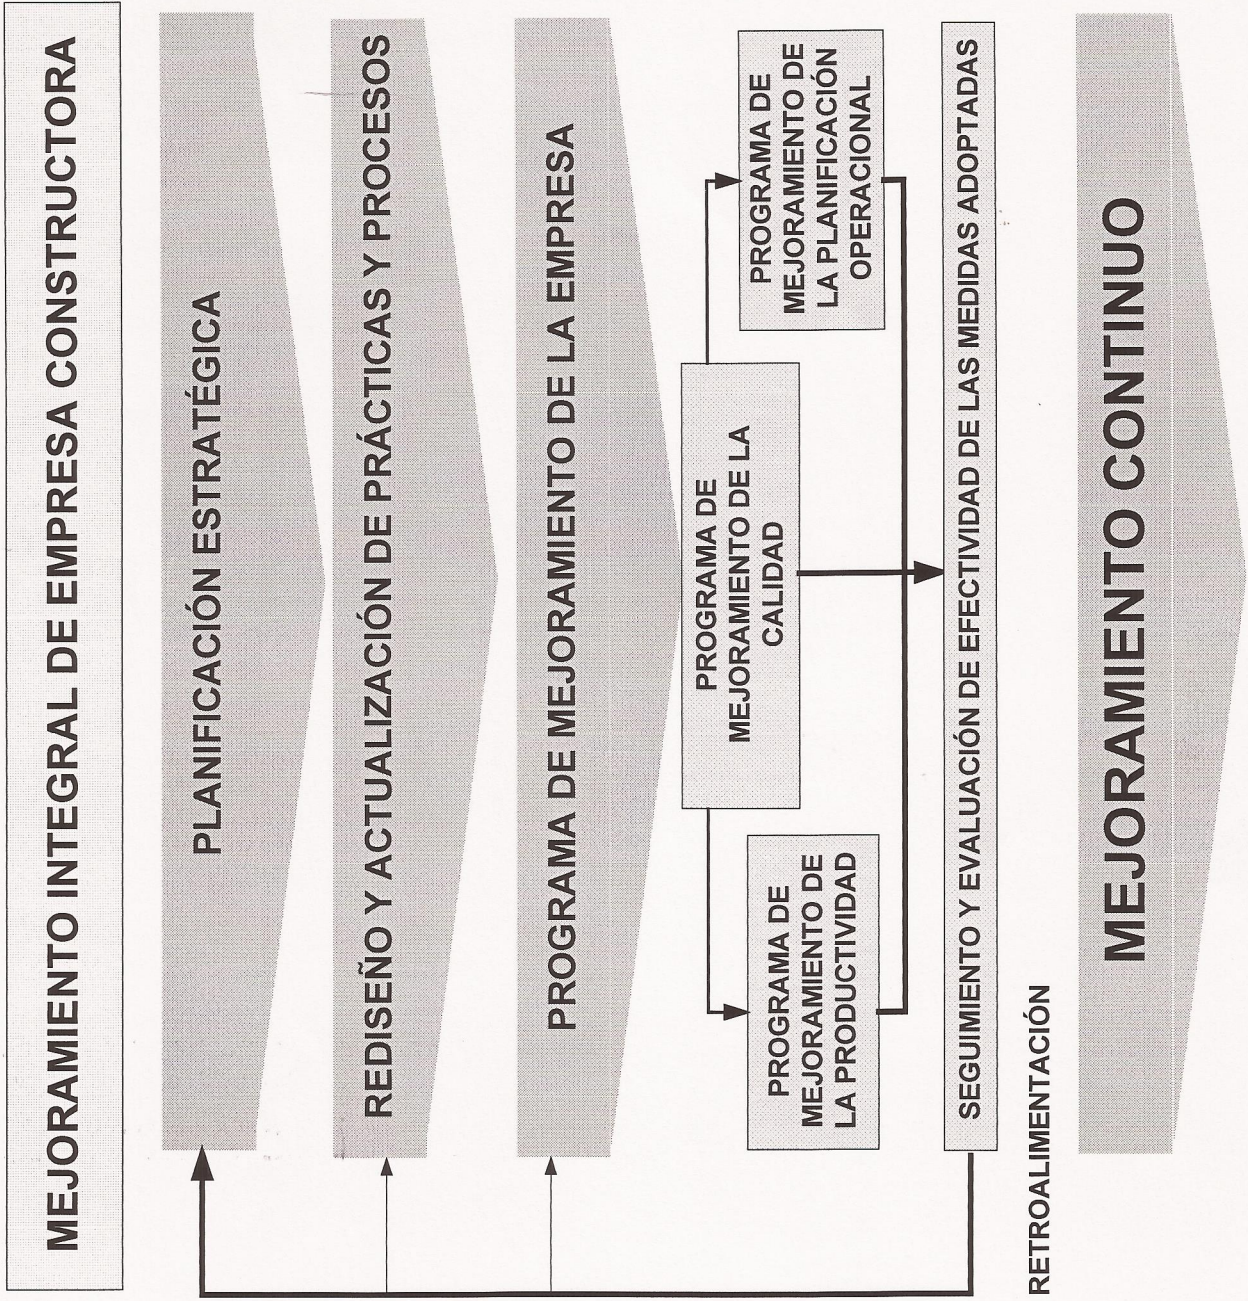 MEJORAMIENTO INTEGRAL DE EMPRESA CONSTRUCTORA
PLANIFICACIÓN ESTRATÉGICA
REDISEÑO Y ACTUALIZACIÓN DE PRÁCTICAS Y PROCESOS
PROGRAMA DE MEJORAMIENTO DE LA EMPRESA
PROGRAMA DE
MEJORAMIENTO DE LA
CALIDAD
PROGRAMA DE
MEJORAMIENTO DE
LA PRODUCTIVIDAD
PROGRAMA DE
MEJORAMIENTO DE
LA PLANIFICACIÓN
OPERACIONAL
SEGUIMIENTO Y EVALUACIÓN DE EFECTIVIDAD DE LAS MEDIDAS ADOPTADAS
RETROALIMENTACIÓN
MEJORAMIENTO CONTINUO